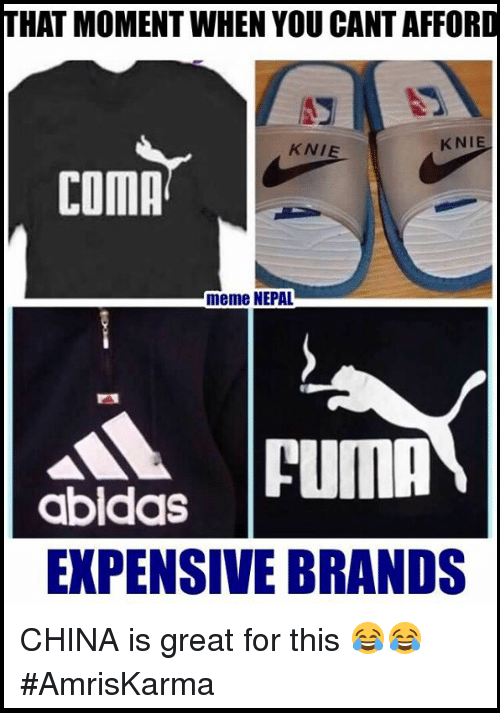 THAT MOMENT WHEN YOU CANT AFFORD
COMA
KNIE
KNIE
meme NEPAL
abidas
FUMA
EXPENSIVE BRANDS
CHINA is great for this 😂😂
#AmrisKarma